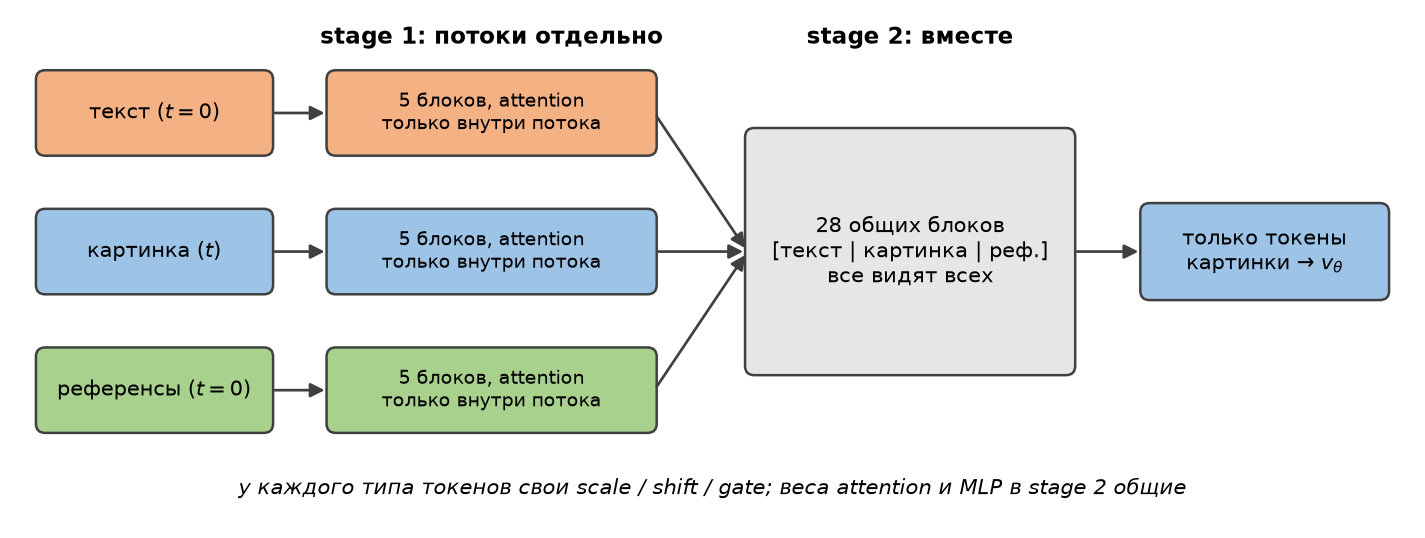 stage 1: потоки отдельно
stage 2: вместе
текст (t = 0)
5 блоков, attention
только внутри потока
картинка (t)
5 блоков, attention
только внутри потока
референсы (t = 0)
5 блоков, attention
только внутри потока
28 общих блоков
[текст | картинка | реф.]
все видят всех
только токены
картинки → vθ
у каждого типа токенов свои scale / shift / gate; веса attention и MLP в stage 2 общие